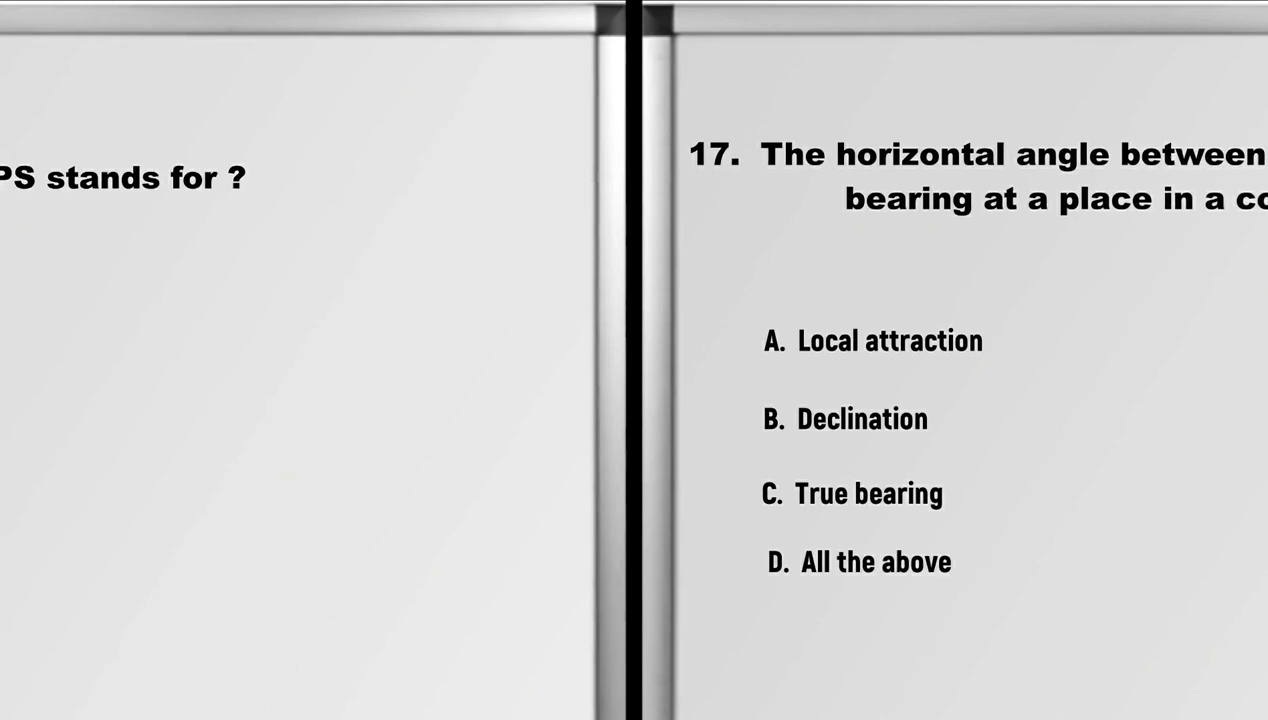 PS stands for ?
17. The horizontal angle between
bearing at a place in a
A. Local attraction
B. Declination
C. True bearing
D. All the above